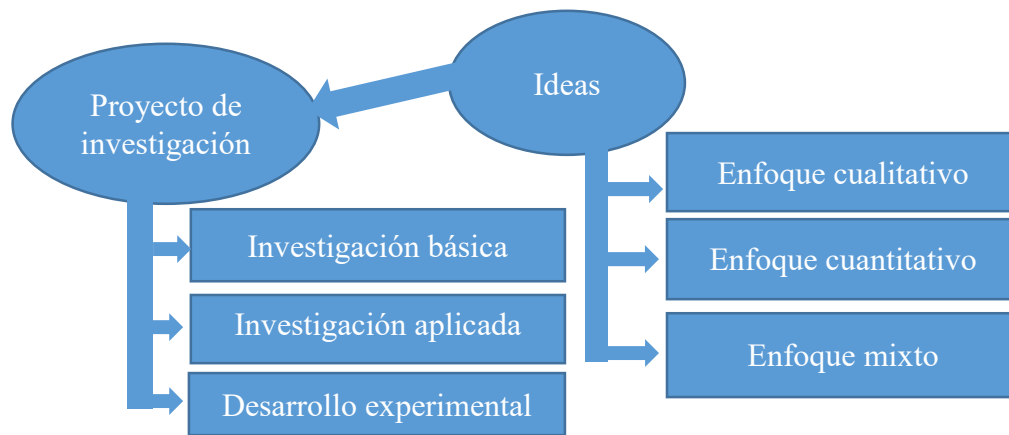 Proyecto de
investigación
Investigación básica
Investigación aplicada
Desarrollo experimental
Ideas
Enfoque cualitativo
Enfoque cuantitativo
Enfoque mixto